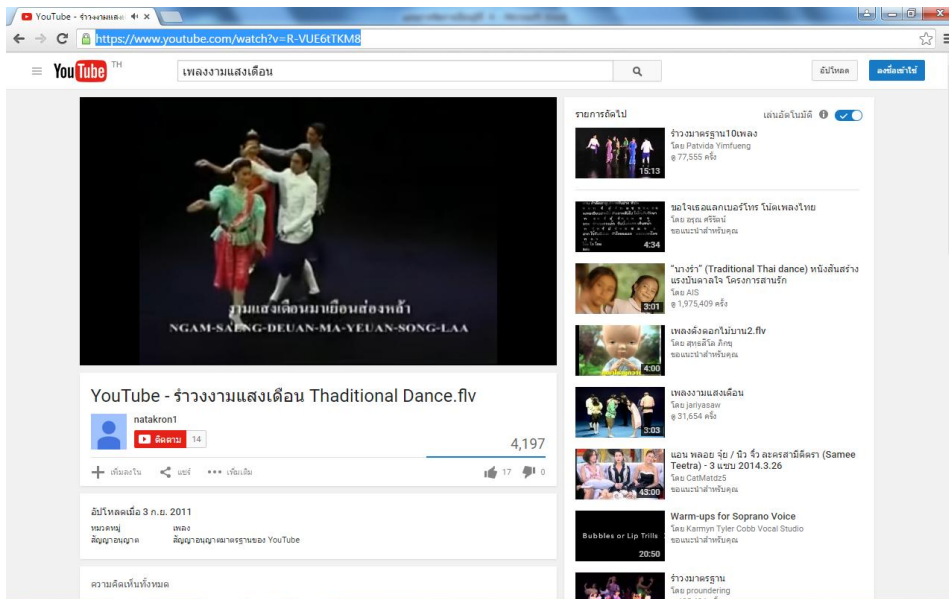 YouTube - รำวงงามแสงเ
https://www.youtube.com/watch?v=R-VUE6tTKM8
YouTube TH
เพลงงามแสงเดือน
อัปโหลด
ลงชื่อเข้าใช้
งามแสงเดือนมาเยือนส่องหล้า
NGAM-SAENG-DEUAN-MA-YEUAN-SONG-LAA
YouTube - รำวงงามแสงเดือน Thaditional Dance.flv
natakron1
ติดตาม 14
4,197
เพิ่มลงใน แชร์ เพิ่มเติม
17 0
อัปโหลดเมื่อ 3 ก.ย. 2011
หมวดหมู่ เพลง
สัญญาอนุญาต สัญญาอนุญาตมาตรฐานของ YouTube
ความคิดเห็นทั้งหมด
รายการถัดไป เล่นอัตโนมัติ
รำวงมาตรฐาน10เพลง
โดย Patvida Yimfueng
ดู 77,555 ครั้ง
15:13
ขอใจเธอแลกเบอร์โทร โน้ตเพลงไทย
โดย อรุณ ศรีรัตน์
ขอแนะนำสำหรับคุณ
4:34
"นางรำ" (Traditional Thai dance) หนังสั้นสร้าง
แรงบันดาลใจ โครงการสานรัก
โดย AIS
ดู 1,975,409 ครั้ง
3:01
เพลงดั่งดอกไม้บาน2.flv
โดย สุทธสีโล ภิกขุ
ขอแนะนำสำหรับคุณ
4:00
เพลงงามแสงเดือน
โดย jariyasaw
ดู 31,654 ครั้ง
3:03
แอน พลอย จุ๋ย / นิว จิ๋ว ละครสามีตีตรา (Samee
Teetra) - 3 แซบ 2014.3.26
โดย CatMatdz5
ขอแนะนำสำหรับคุณ
43:00
Warm-ups for Soprano Voice
โดย Karmyn Tyler Cobb Vocal Studio
ขอแนะนำสำหรับคุณ
Bubbles or Lip Trills
20:50
รำวงมาตรฐาน
โดย proundering